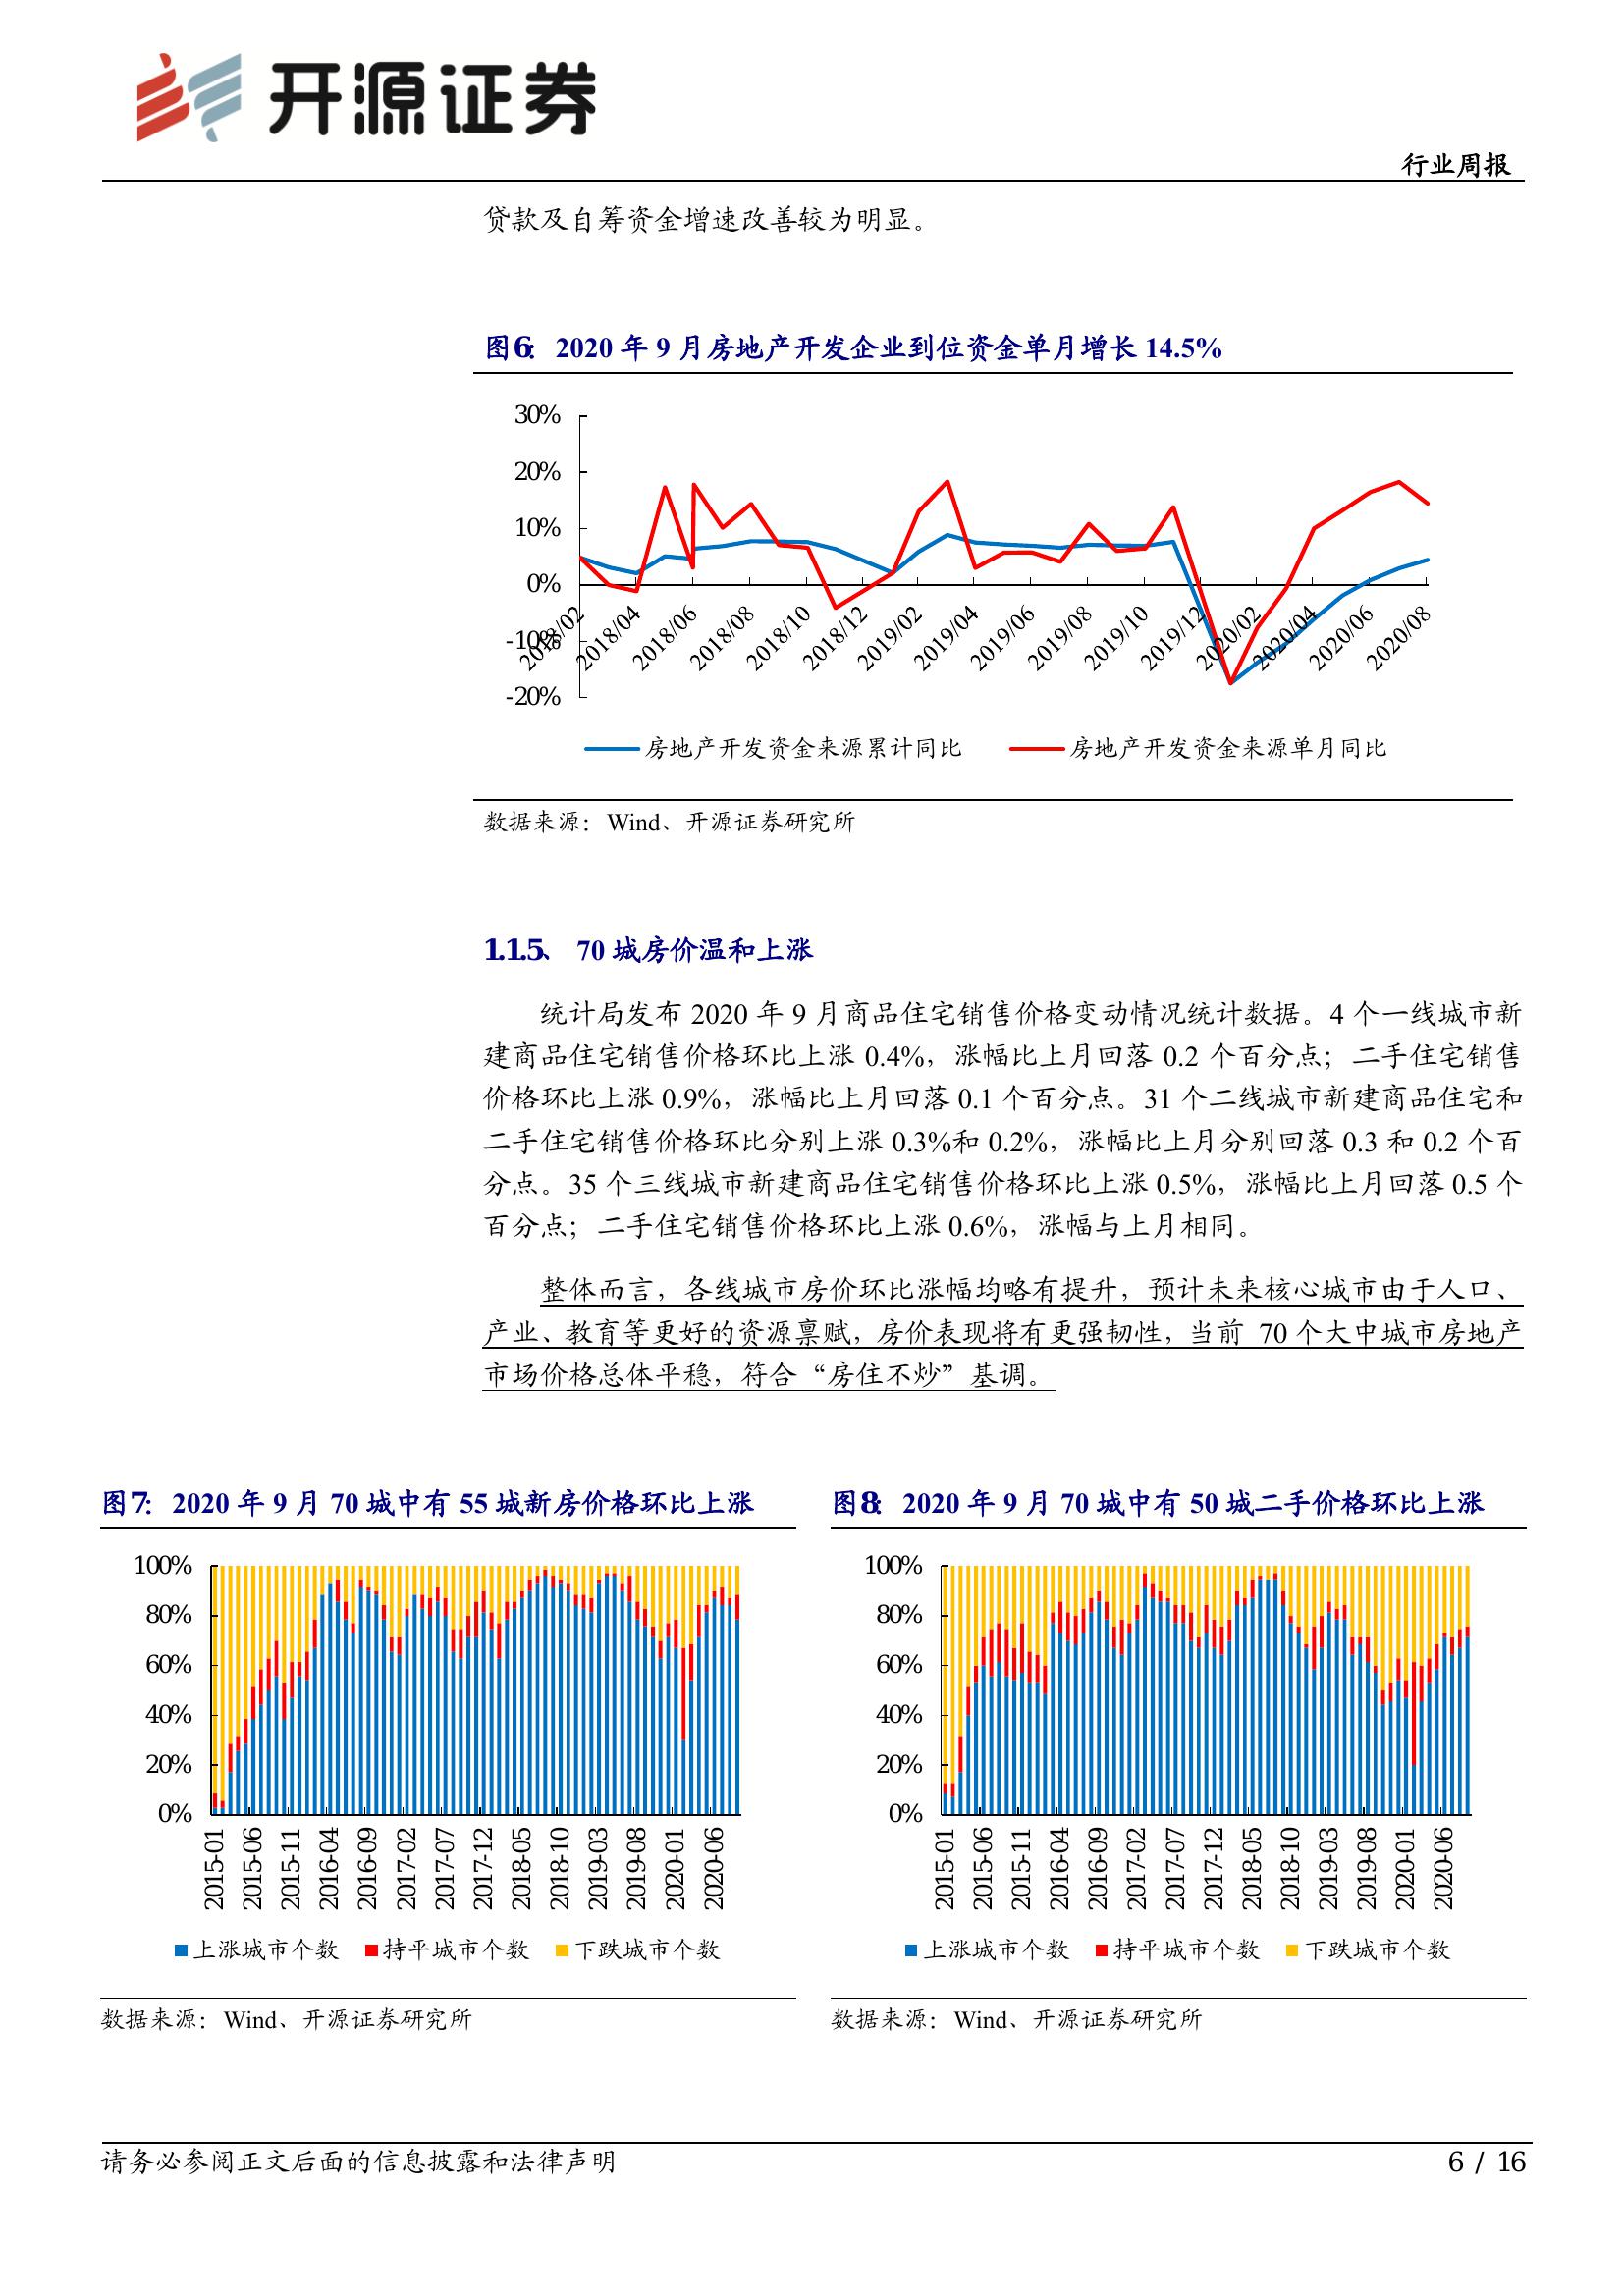 开源证券
行业周报
贷款及自筹资金增速改善较为明显。
图6： 2020 年 9 月房地产开发企业到位资金单月增长 14.5%
30%
20%
10%
0%
-10%
-20%
2018/02 2018/04 2018/06 2018/08 2018/10 2018/12 2019/02 2019/04 2019/06 2019/08 2019/10 2019/12 2020/02 2020/04 2020/06 2020/08
房地产开发资金来源累计同比 房地产开发资金来源单月同比
数据来源：Wind、开源证券研究所
1.1.5、 70 城房价温和上涨
统计局发布 2020 年 9 月商品住宅销售价格变动情况统计数据。4 个一线城市新
建商品住宅销售价格环比上涨 0.4%，涨幅比上月回落 0.2 个百分点；二手住宅销售
价格环比上涨 0.9%，涨幅比上月回落 0.1 个百分点。31 个二线城市新建商品住宅和
二手住宅销售价格环比分别上涨 0.3%和 0.2%，涨幅比上月分别回落 0.3 和 0.2 个百
分点。35 个三线城市新建商品住宅销售价格环比上涨 0.5%，涨幅比上月回落 0.5 个
百分点；二手住宅销售价格环比上涨 0.6%，涨幅与上月相同。
整体而言，各线城市房价环比涨幅均略有提升，预计未来核心城市由于人口、
产业、教育等更好的资源禀赋，房价表现将有更强韧性，当前 70 个大中城市房地产
市场价格总体平稳，符合“房住不炒”基调。
图7： 2020 年 9 月 70 城中有 55 城新房价格环比上涨
100%
80%
60%
40%
20%
0%
2015-01 2015-06 2015-11 2016-04 2016-09 2017-02 2017-07 2017-12 2018-05 2018-10 2019-03 2019-08 2020-01 2020-06
上涨城市个数 持平城市个数 下跌城市个数
数据来源：Wind、开源证券研究所
图8： 2020 年 9 月 70 城中有 50 城二手价格环比上涨
100%
80%
60%
40%
20%
0%
2015-01 2015-06 2015-11 2016-04 2016-09 2017-02 2017-07 2017-12 2018-05 2018-10 2019-03 2019-08 2020-01 2020-06
上涨城市个数 持平城市个数 下跌城市个数
数据来源：Wind、开源证券研究所
请务必参阅正文后面的信息披露和法律声明
6 / 16